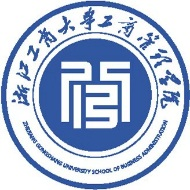 浙江工商大学工商管理学院
ZHEJIANG GONGSHANG UNIVERSITY SCHOOL OF BUSINESS ADMINISTRATION